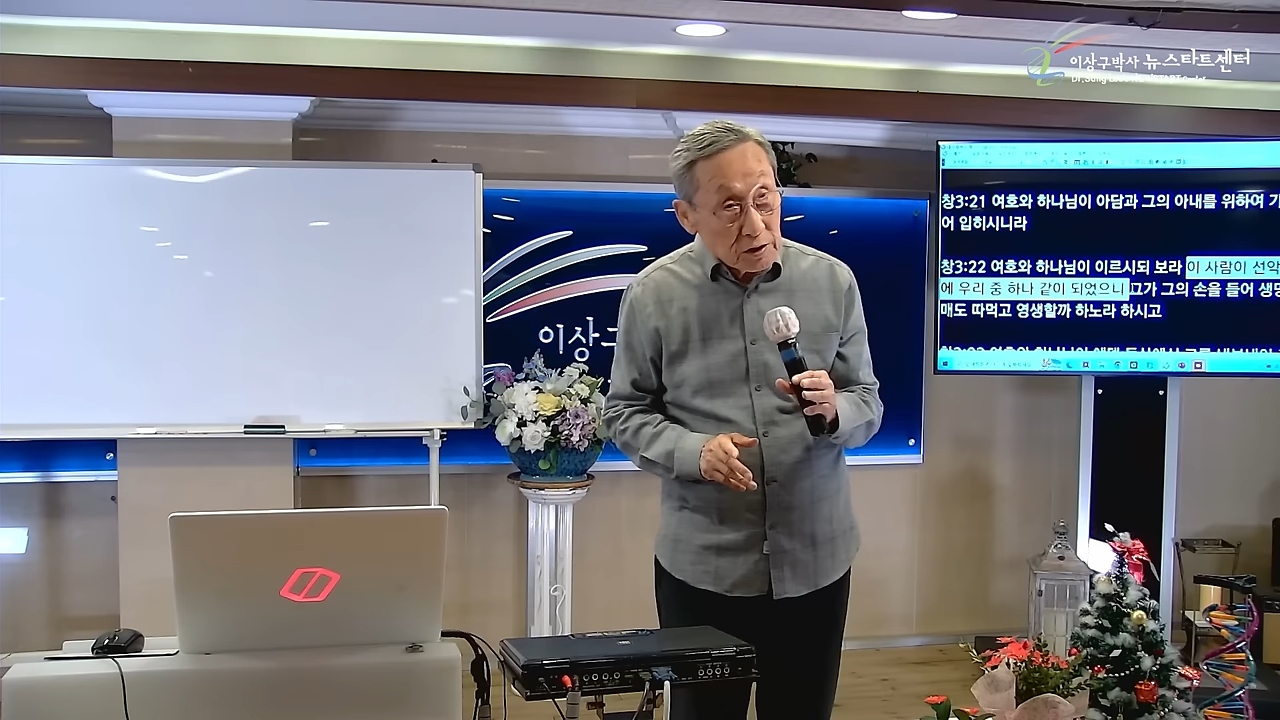 이상구박사 뉴스타트센터
창3:21 여호와 하나님이 아담과 그의 아내를 위하여 가
어 입히시니라
창3:22 여호와 하나님이 이르시되 보라 이 사람이 선악
에 우리 중 하나 같이 되었으니 그가 그의 손을 들어 생명
매도 따먹고 영생할까 하노라 하시고
이상구